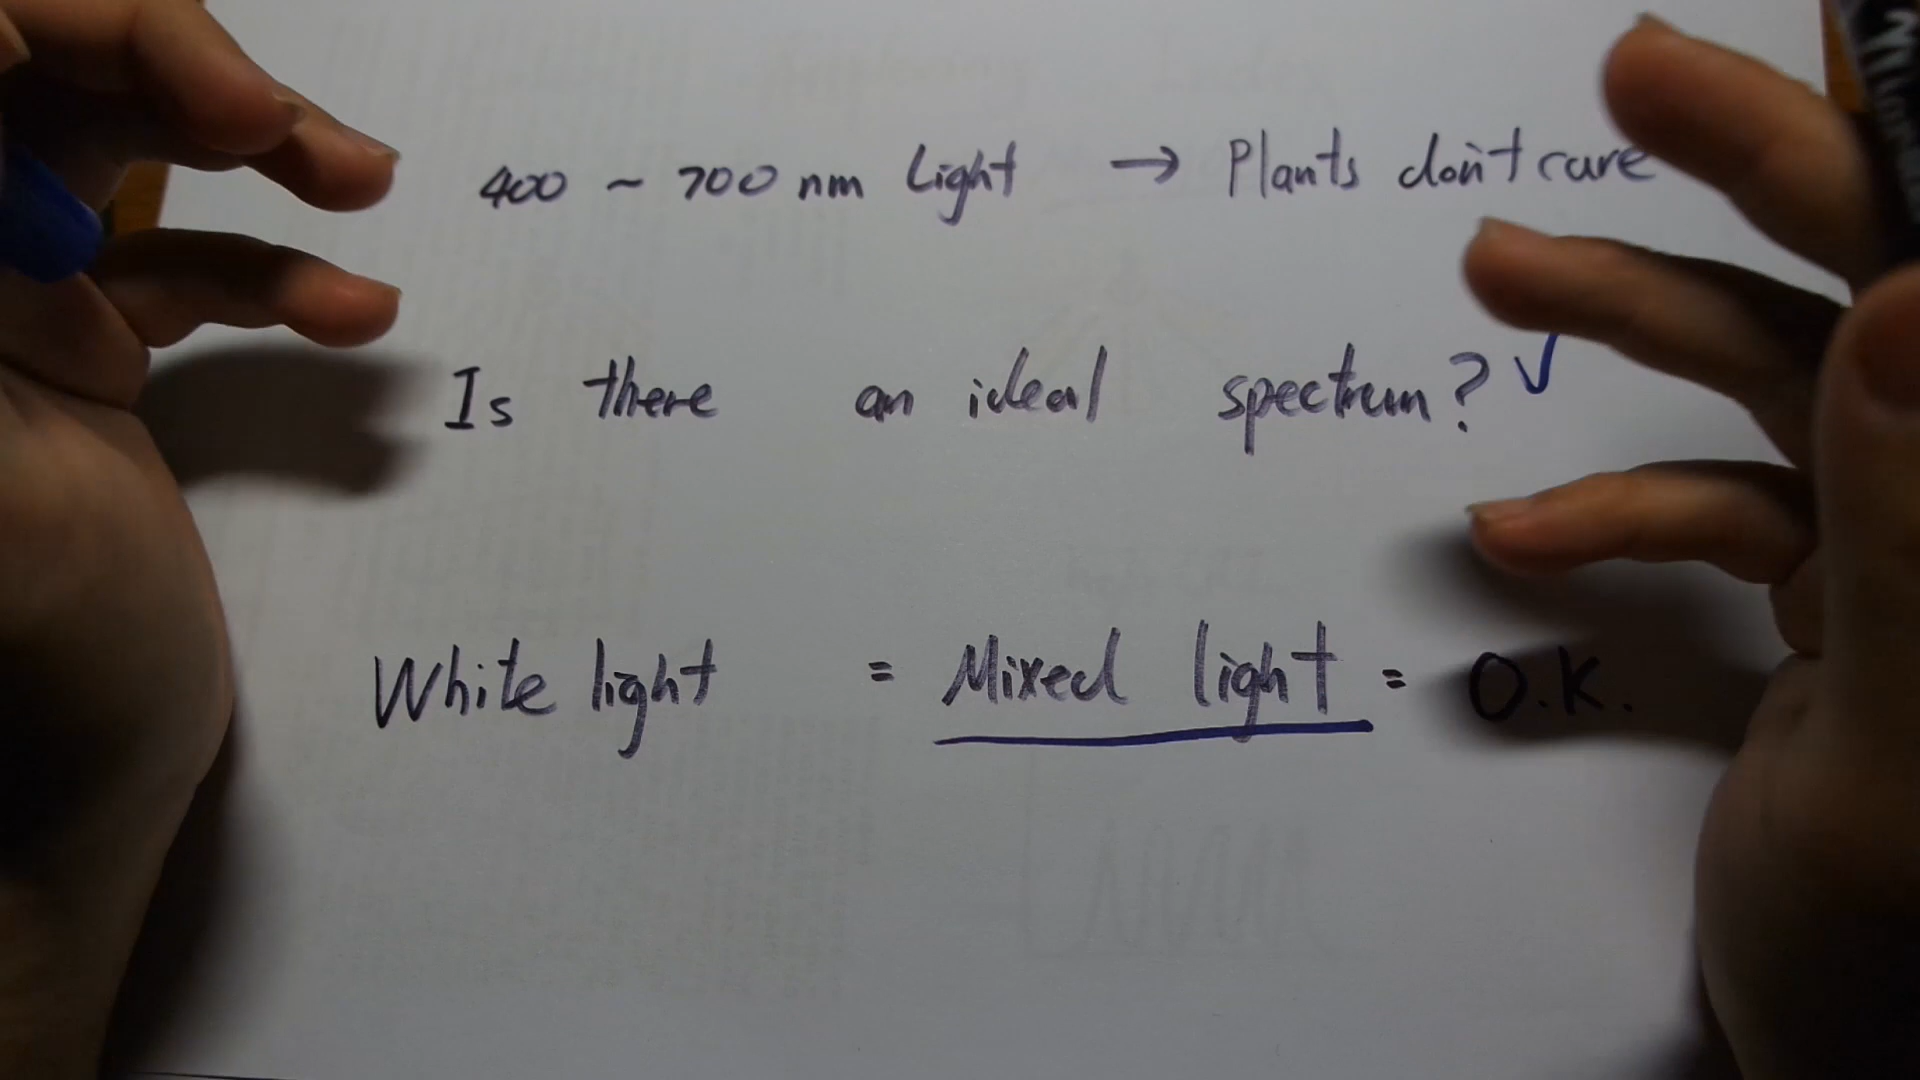 400 ~ 700 nm Light → Plants don't care
Is there an ideal spectrum? ✓
White light = Mixed light = O.K.